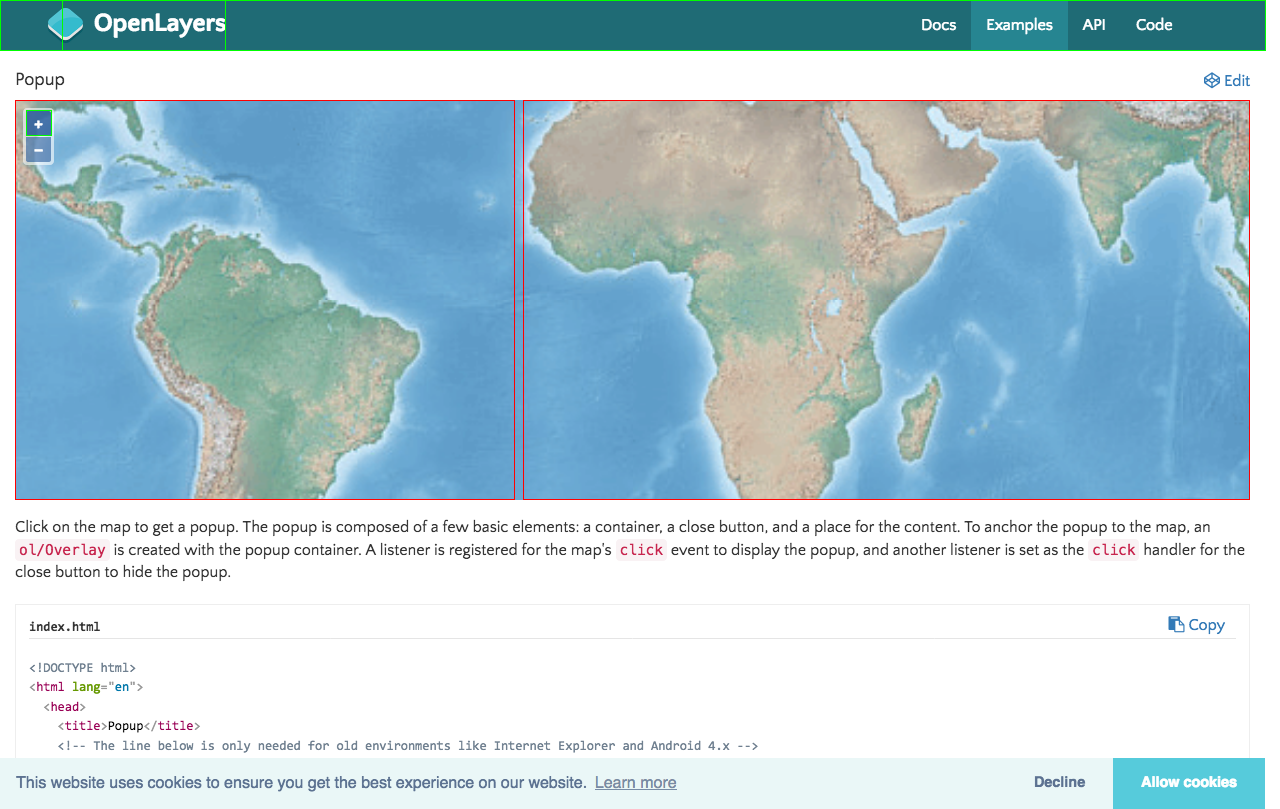 OpenLayers
Docs Examples API Code
Popup
Edit
+
−
Click on the map to get a popup. The popup is composed of a few basic elements: a container, a close button, and a place for the content. To anchor the popup to the map, an
ol/Overlay is created with the popup container. A listener is registered for the map's click event to display the popup, and another listener is set as the click handler for the
close button to hide the popup.
index.html
Copy
<!DOCTYPE html>
<html lang="en">
<head>
<title>Popup</title>
<!-- The line below is only needed for old environments like Internet Explorer and Android 4.x -->
This website uses cookies to ensure you get the best experience on our website. Learn more
Decline
Allow cookies